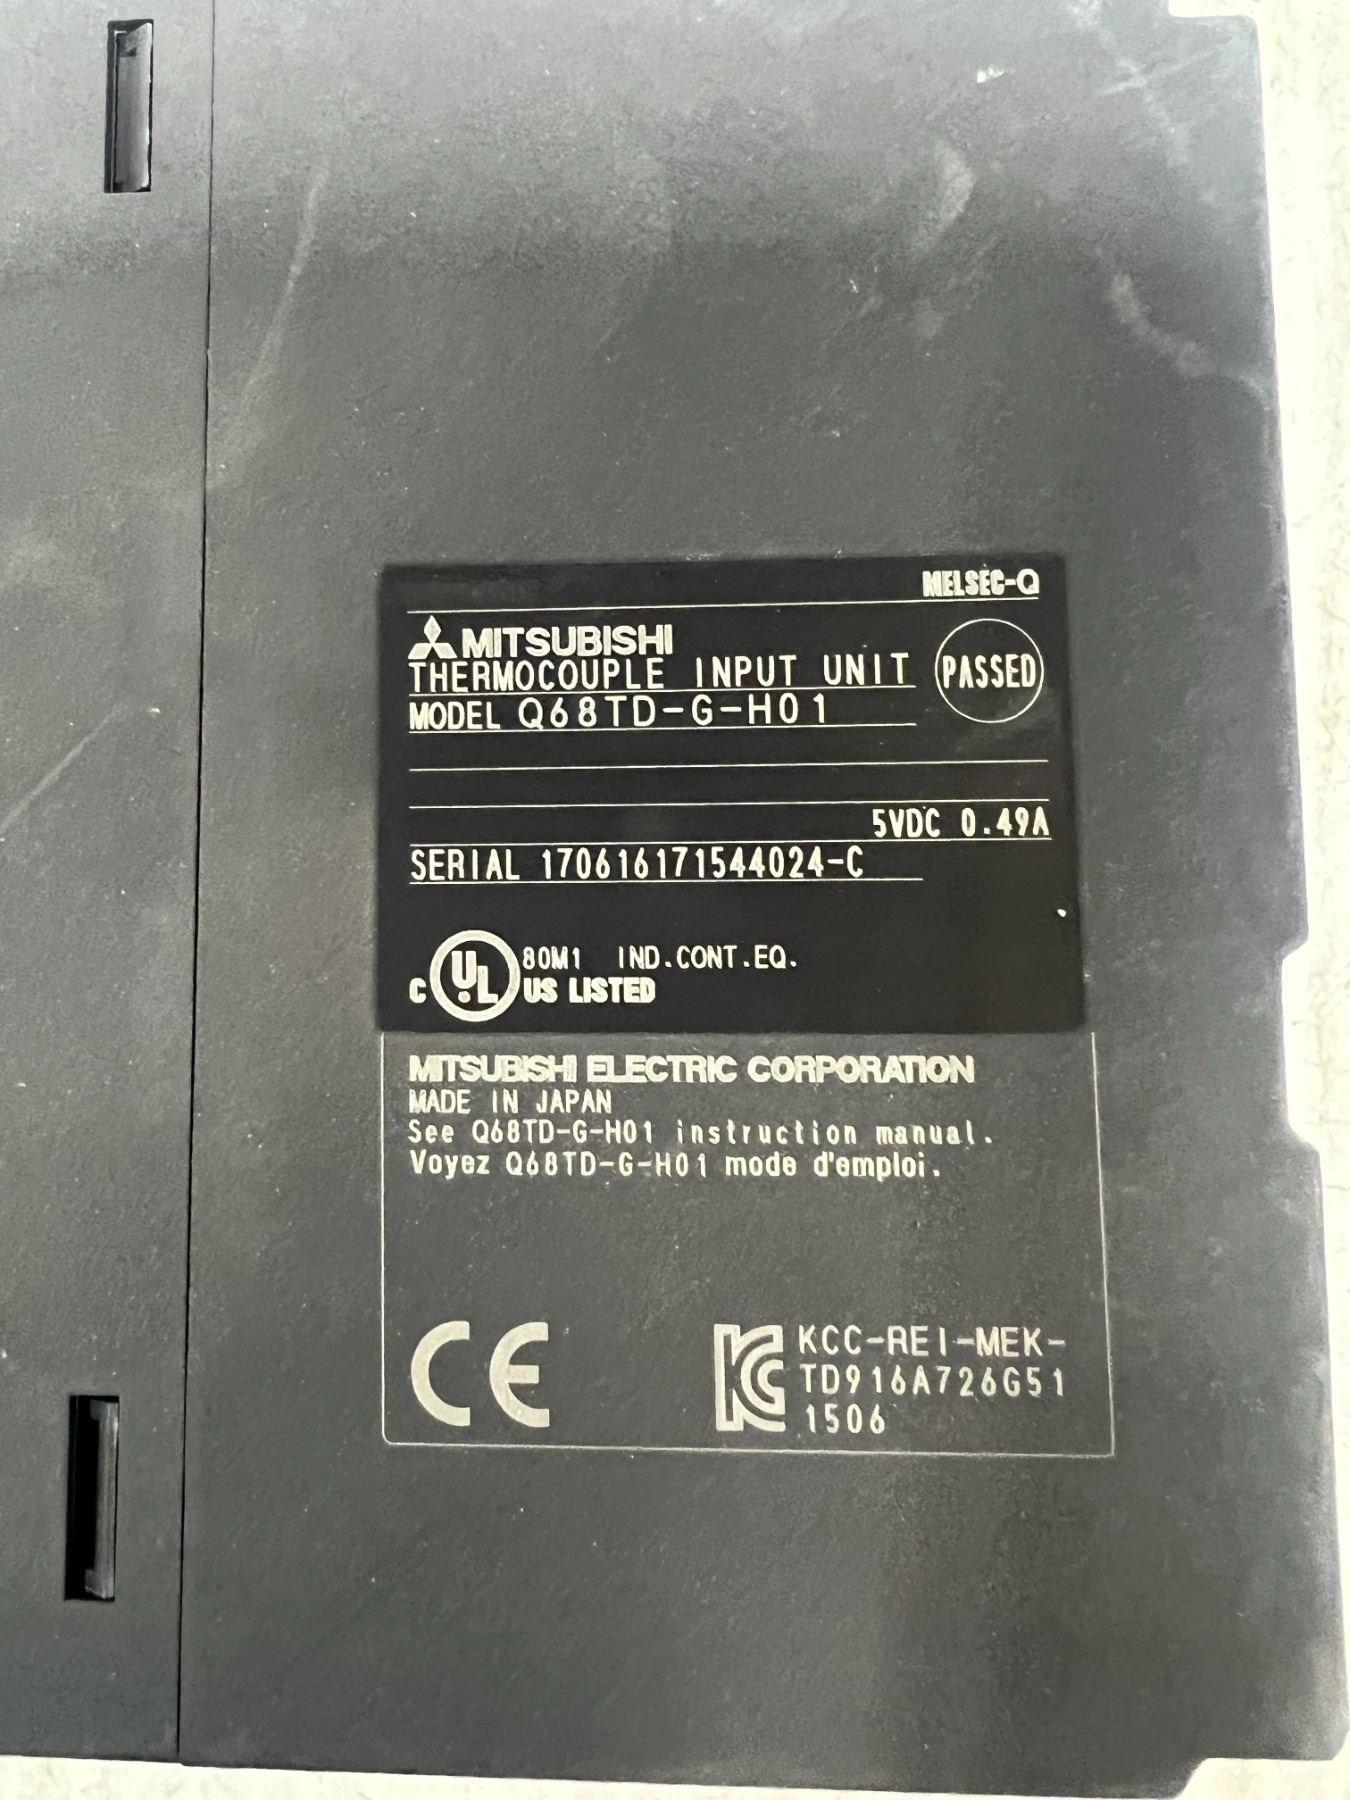 MELSEC-Q
MITSUBISHI
THERMOCOUPLE INPUT UNIT
PASSED
MODEL Q68TD-G-H01
5VDC 0.49A
SERIAL 170616171544024-C
C UL US LISTED
80M1 IND.CONT.EQ.
MITSUBISHI ELECTRIC CORPORATION
MADE IN JAPAN
See Q68TD-G-H01 instruction manual.
Voyez Q68TD-G-H01 mode d'emploi.
CE
KC
KCC-REI-MEK-
TD916A726G51
1506